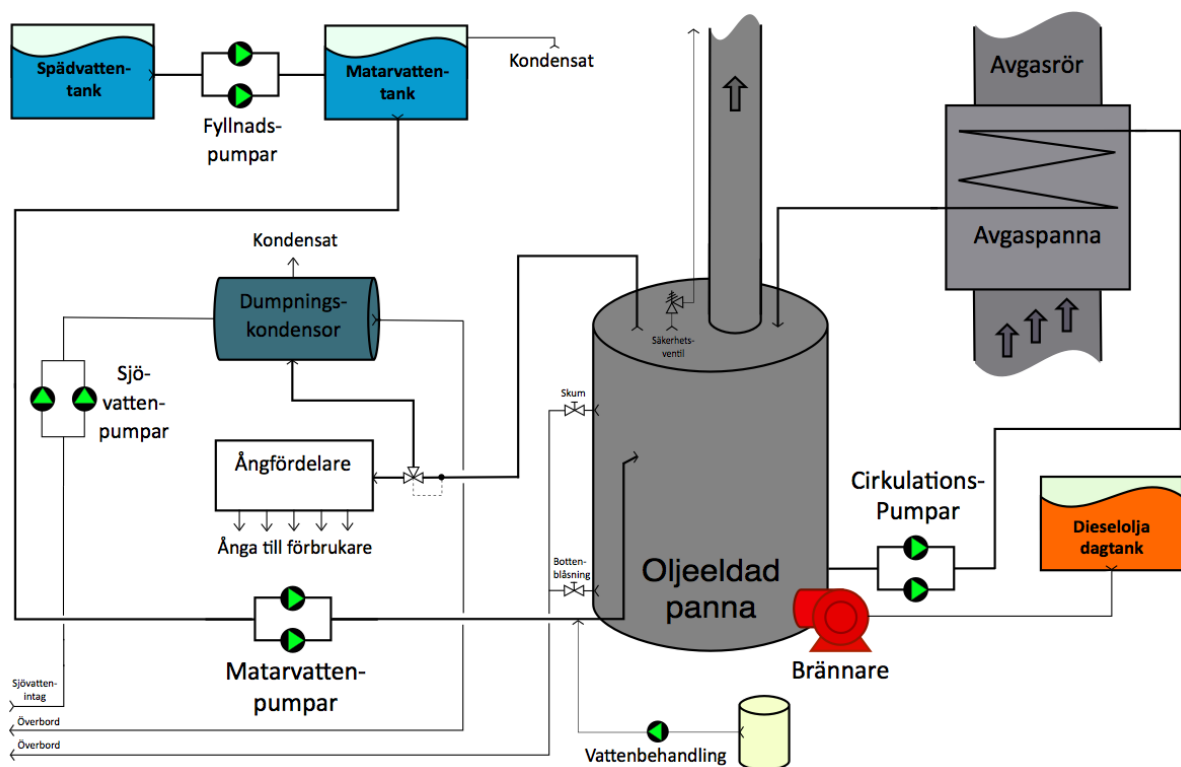 Spädvatten-
tank
Fyllnads-
pumpar
Matarvatten-
tank
Kondensat
Avgasrör
Avgaspanna
Kondensat
Dumpnings-
kondensor
Säkerhets-
ventil
Sjö-
vatten-
pumpar
Skum
Ångfördelare
Ånga till förbrukare
Cirkulations-
Pumpar
Dieselolja
dagtank
Botten-
blåsning
Oljeeldad
panna
Brännare
Matarvatten-
pumpar
Sjövatten-
intag
Överbord
Överbord
Vattenbehandling